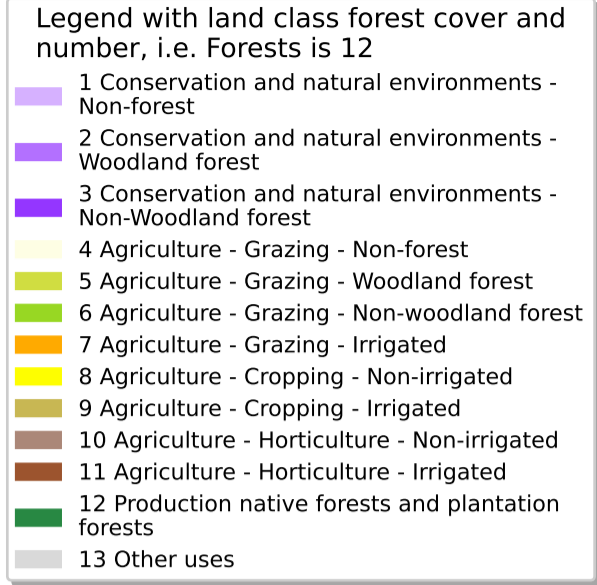 Legend with land class forest cover and
number, i.e. Forests is 12
1 Conservation and natural environments -
Non-forest
2 Conservation and natural environments -
Woodland forest
3 Conservation and natural environments -
Non-Woodland forest
4 Agriculture - Grazing - Non-forest
5 Agriculture - Grazing - Woodland forest
6 Agriculture - Grazing - Non-woodland forest
7 Agriculture - Grazing - Irrigated
8 Agriculture - Cropping - Non-irrigated
9 Agriculture - Cropping - Irrigated
10 Agriculture - Horticulture - Non-irrigated
11 Agriculture - Horticulture - Irrigated
12 Production native forests and plantation
forests
13 Other uses